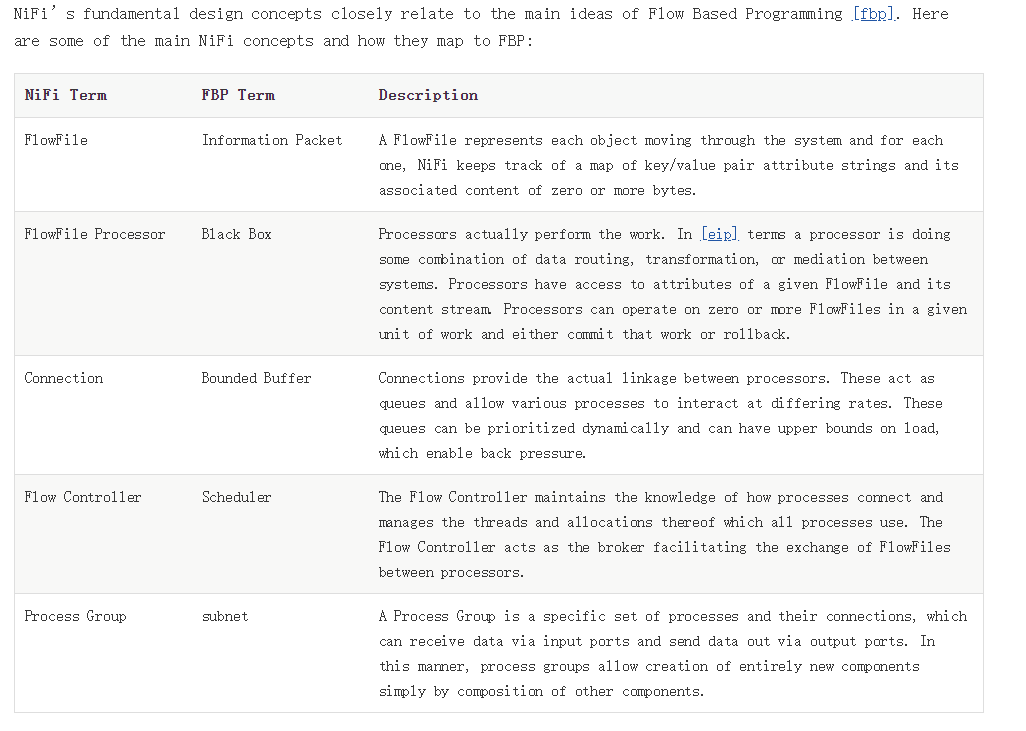 NiFi’s fundamental design concepts closely relate to the main ideas of Flow Based Programming [fbp]. Here
are some of the main NiFi concepts and how they map to FBP:
NiFi Term FBP Term Description
FlowFile Information Packet A FlowFile represents each object moving through the system and for each
one, NiFi keeps track of a map of key/value pair attribute strings and its
associated content of zero or more bytes.
FlowFile Processor Black Box Processors actually perform the work. In [eip] terms a processor is doing
some combination of data routing, transformation, or mediation between
systems. Processors have access to attributes of a given FlowFile and its
content stream. Processors can operate on zero or more FlowFiles in a given
unit of work and either commit that work or rollback.
Connection Bounded Buffer Connections provide the actual linkage between processors. These act as
queues and allow various processes to interact at differing rates. These
queues can be prioritized dynamically and can have upper bounds on load,
which enable back pressure.
Flow Controller Scheduler The Flow Controller maintains the knowledge of how processes connect and
manages the threads and allocations thereof which all processes use. The
Flow Controller acts as the broker facilitating the exchange of FlowFiles
between processors.
Process Group subnet A Process Group is a specific set of processes and their connections, which
can receive data via input ports and send data out via output ports. In
this manner, process groups allow creation of entirely new components
simply by composition of other components.